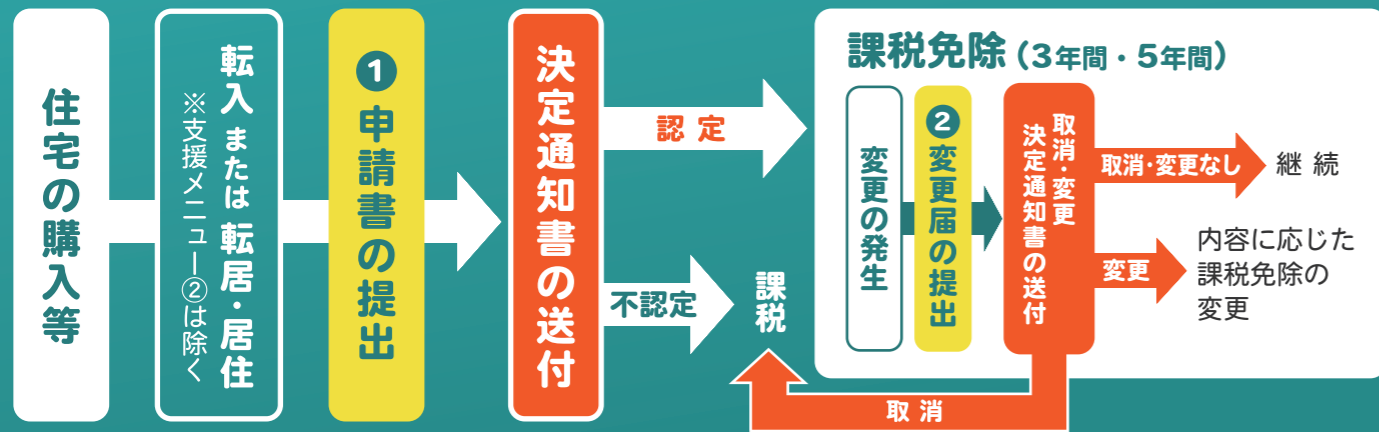 住宅の購入等
転入 または 転居・居住
※支援メニュー②は除く
❶ 申請書の提出
決定通知書の送付
認定
不認定
課税
課税免除(3年間・5年間)
変更の発生
❷ 変更届の提出
取消・変更
決定通知書の送付
取消・変更なし
継続
変更
内容に応じた
課税免除の
変更
取消